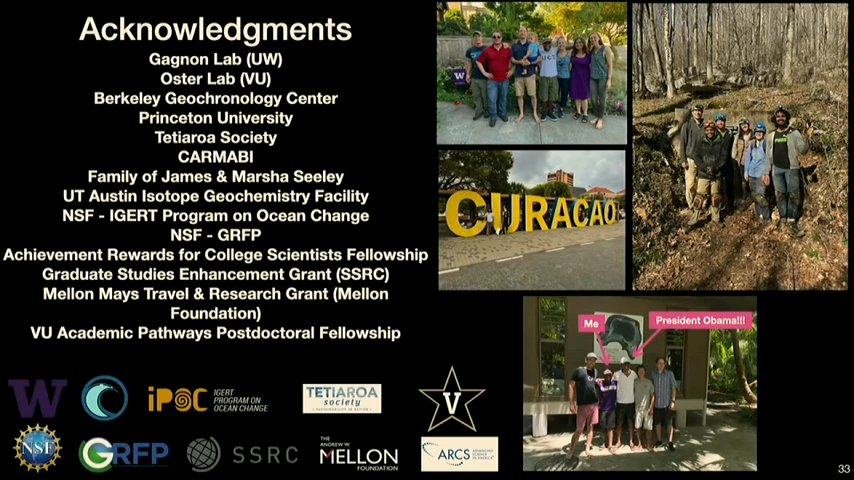 Acknowledgments
Gagnon Lab (UW)
Oster Lab (VU)
Berkeley Geochronology Center
Princeton University
Tetiaroa Society
CARMABI
Family of James & Marsha Seeley
UT Austin Isotope Geochemistry Facility
NSF - IGERT Program on Ocean Change
NSF - GRFP
Achievement Rewards for College Scientists Fellowship
Graduate Studies Enhancement Grant (SSRC)
Mellon Mays Travel & Research Grant (Mellon
Foundation)
VU Academic Pathways Postdoctoral Fellowship
W
CURACAO
Me
President Obama!!!
W
iPOC
IGERT
PROGRAM ON
OCEAN CHANGE
TETIAROA
society
V
NSF
GRFP
SSRC
THE
ANDREW W.
MELLON
FOUNDATION
ARCS
ADVANCING
SCIENCE IN
AMERICA
33